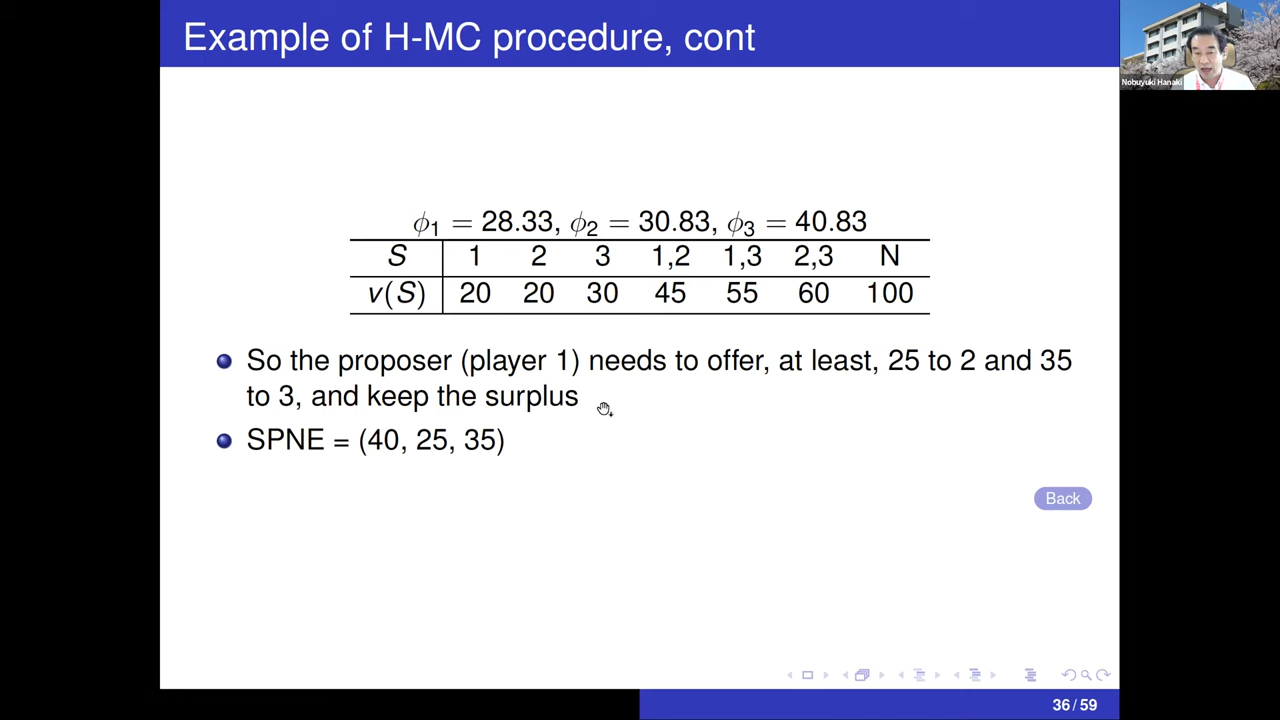 Example of H-MC procedure, cont
Nobuyuki Hanaki
ϕ1 = 28.33, ϕ2 = 30.83, ϕ3 = 40.83
S 1 2 3 1,2 1,3 2,3 N
v(S) 20 20 30 45 55 60 100
So the proposer (player 1) needs to offer, at least, 25 to 2 and 35
to 3, and keep the surplus
SPNE = (40, 25, 35)
Back
36 / 59